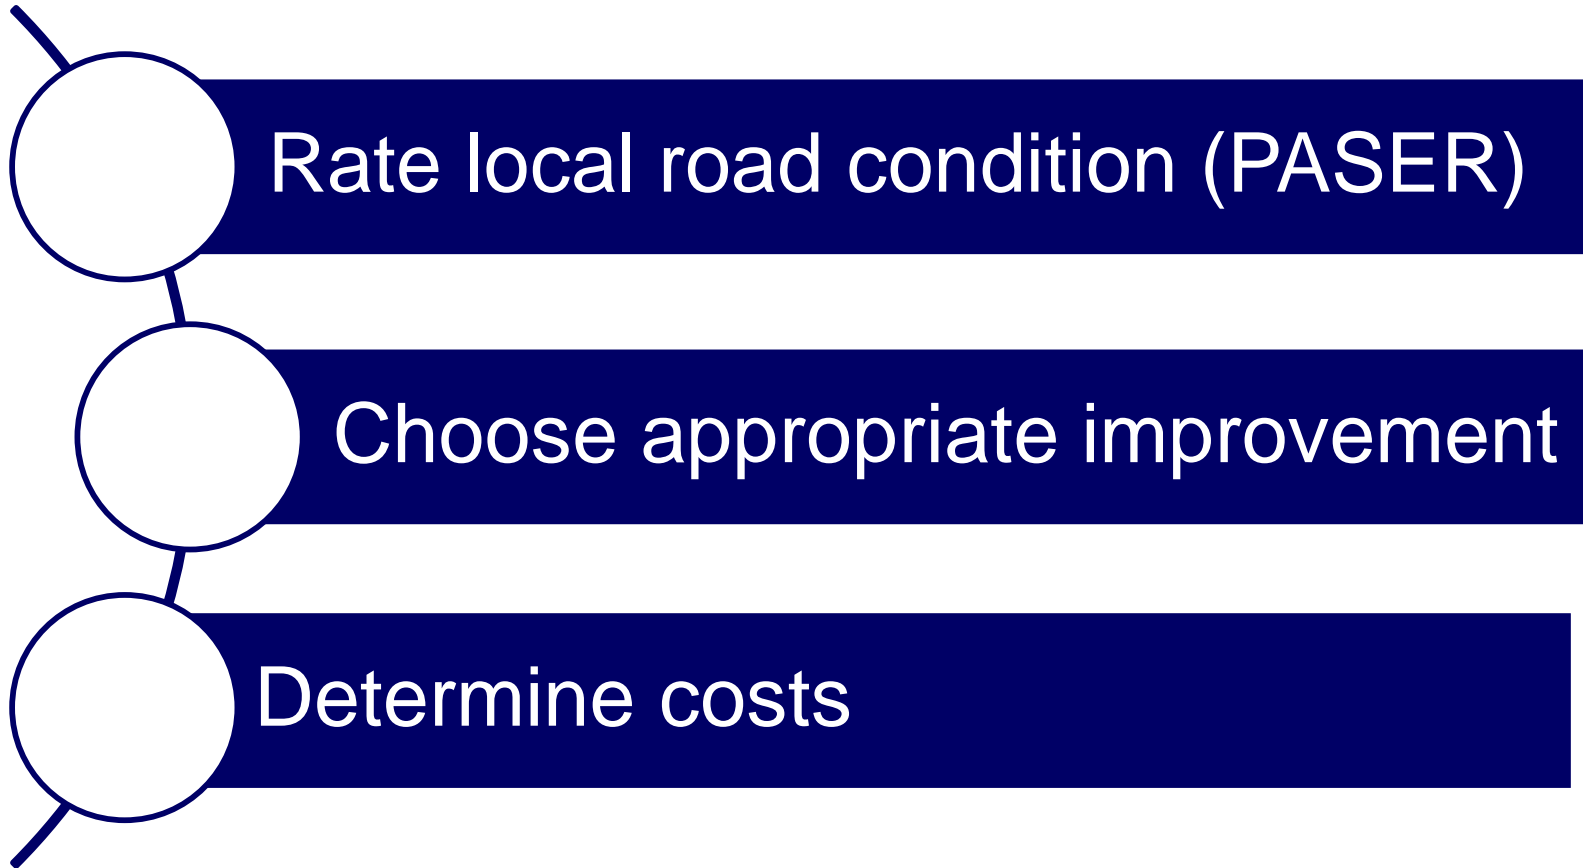 Rate local road condition (PASER)
Choose appropriate improvement
Determine costs